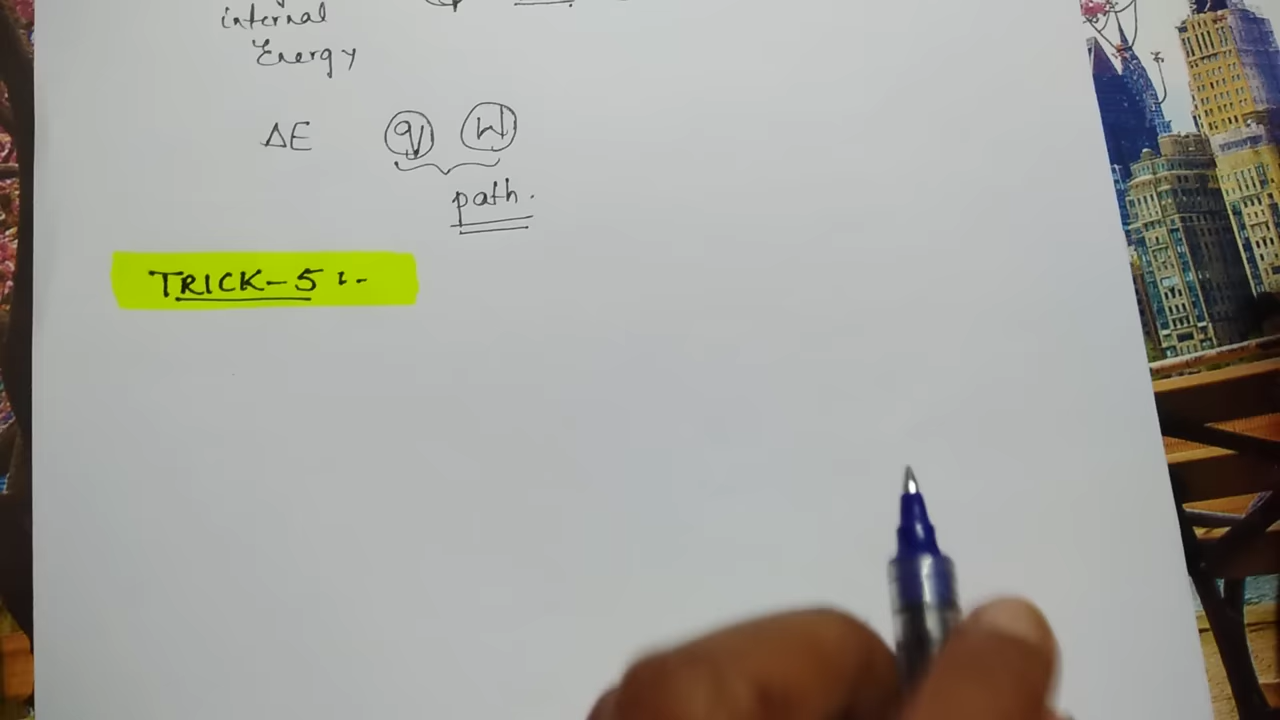 internal
Energy
ΔE q W
path.
TRICK-5 :-